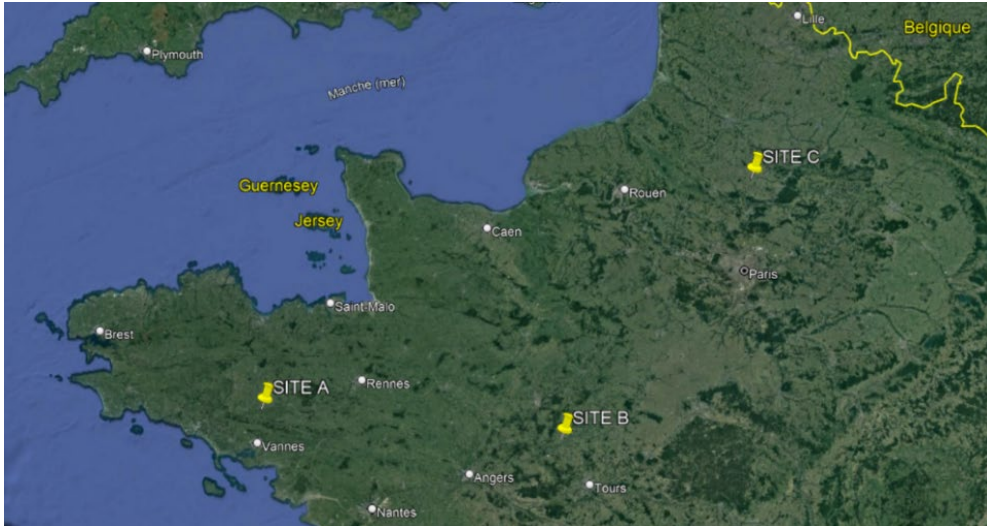 Lille
Belgique
Plymouth
Manche (mer)
SITE C
Guernesey
Rouen
Jersey
Caen
Paris
Saint-Malo
Brest
SITE A
Rennes
SITE B
Vannes
Angers
Tours
Nantes